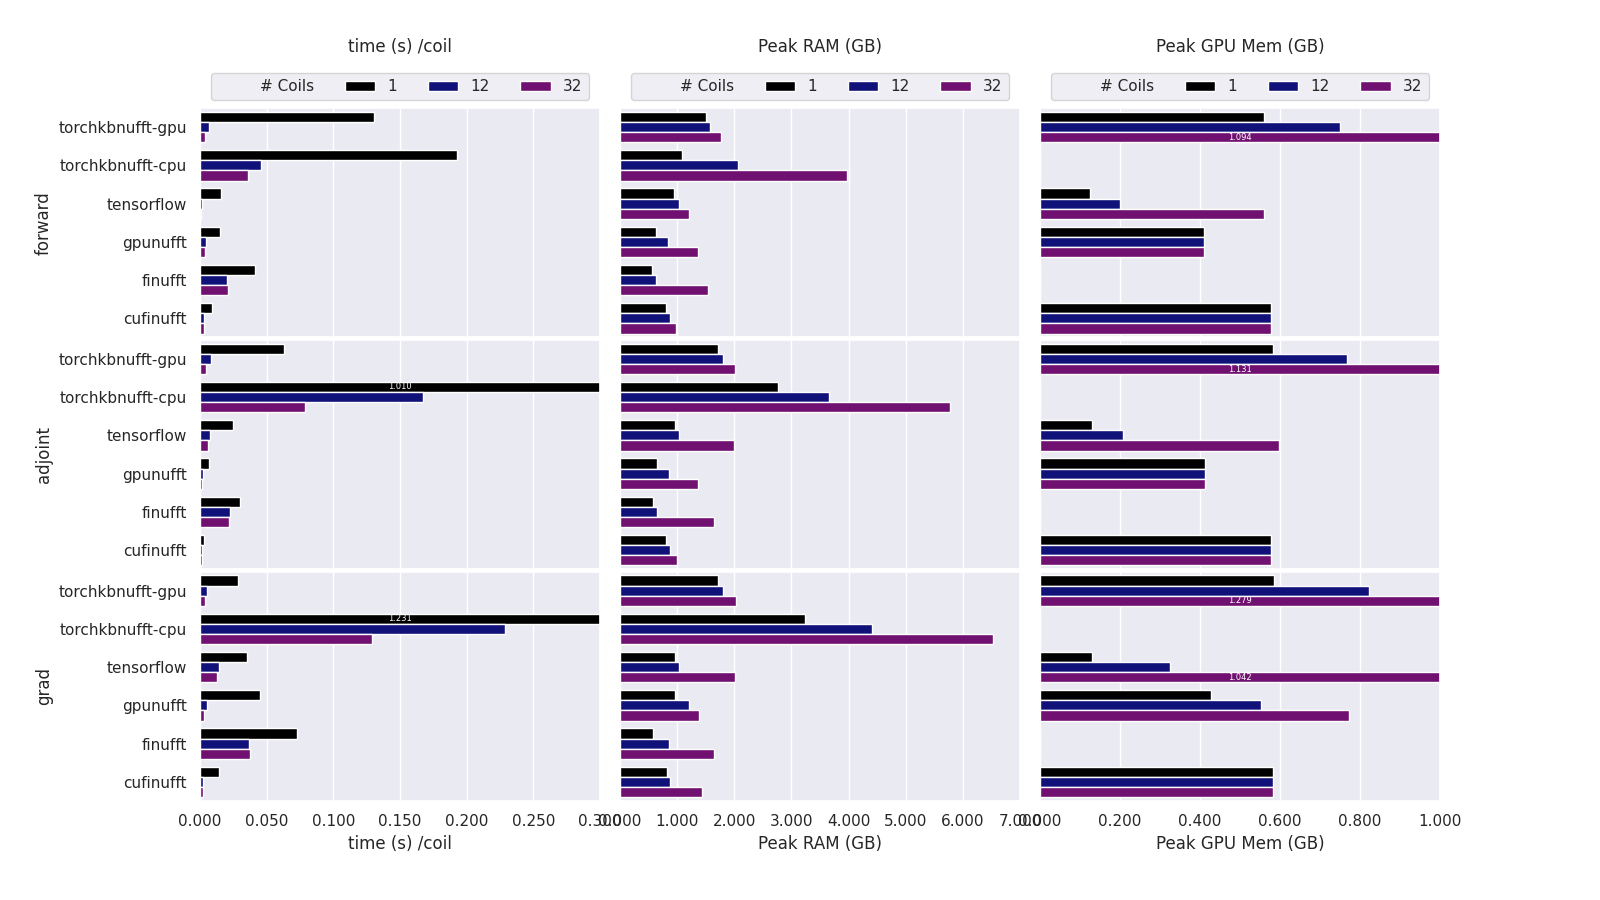 time (s) /coil
Peak RAM (GB)
Peak GPU Mem (GB)
# Coils 1 12 32
# Coils 1 12 32
# Coils 1 12 32
forward
torchkbnufft-gpu
1.094
torchkbnufft-cpu
tensorflow
gpunufft
finufft
cufinufft
adjoint
torchkbnufft-gpu
1.131
torchkbnufft-cpu
1.010
tensorflow
gpunufft
finufft
cufinufft
grad
torchkbnufft-gpu
1.279
torchkbnufft-cpu
1.231
tensorflow
1.042
gpunufft
finufft
cufinufft
0.000 0.050 0.100 0.150 0.200 0.250 0.300
0.000 1.000 2.000 3.000 4.000 5.000 6.000 7.000
0.000 0.200 0.400 0.600 0.800 1.000
time (s) /coil
Peak RAM (GB)
Peak GPU Mem (GB)